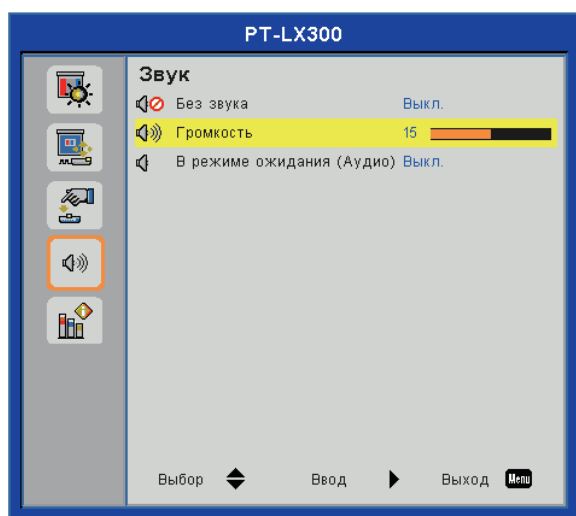 PT-LX300
Звук
Без звука Выкл.
Громкость 15
В режиме ожидания (Аудио) Выкл.
Выбор Ввод Выход Menu